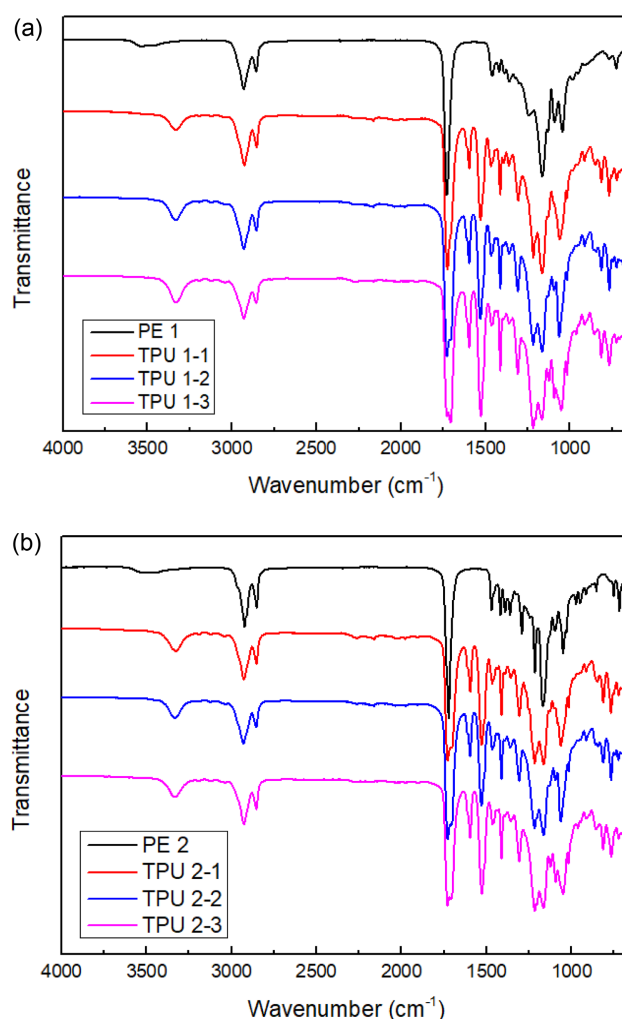 (a)
Transmittance
PE 1
TPU 1-1
TPU 1-2
TPU 1-3
4000 3500 3000 2500 2000 1500 1000
Wavenumber (cm⁻¹)
(b)
Transmittance
PE 2
TPU 2-1
TPU 2-2
TPU 2-3
4000 3500 3000 2500 2000 1500 1000
Wavenumber (cm⁻¹)